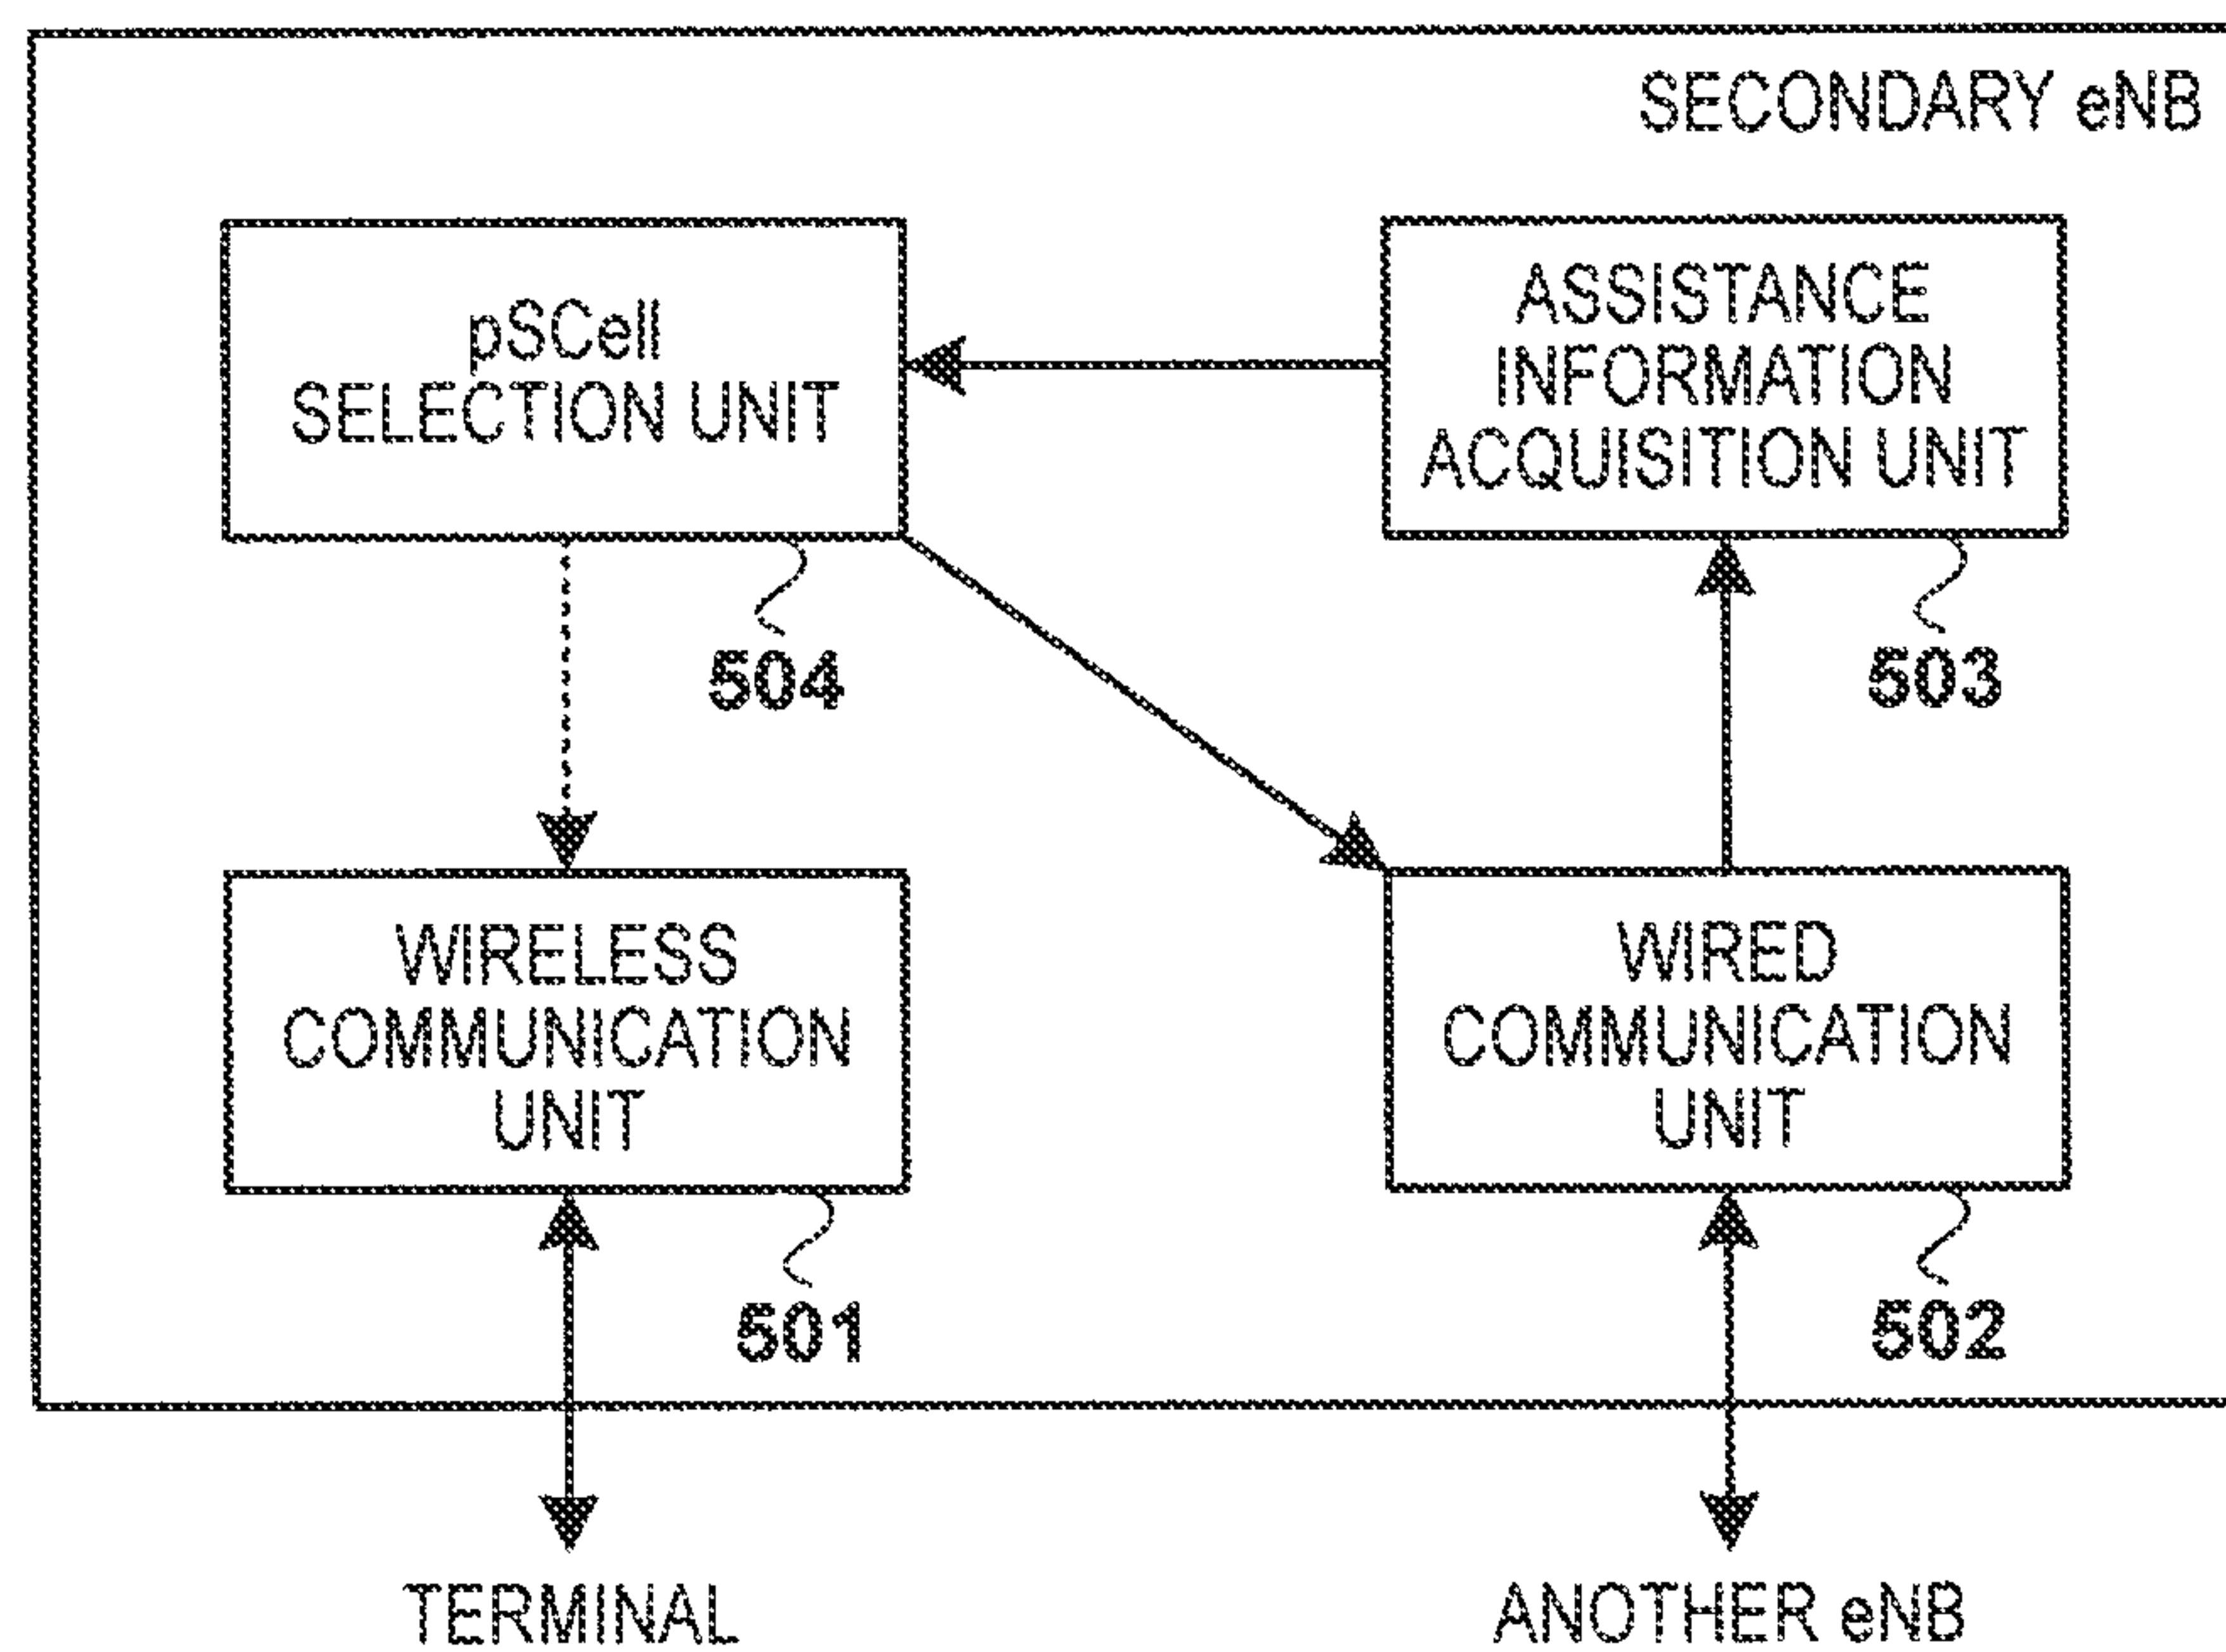 SECONDARY eNB
pSCell
SELECTION UNIT
504
ASSISTANCE
INFORMATION
ACQUISITION UNIT
503
WIRELESS
COMMUNICATION
UNIT
501
WIRED
COMMUNICATION
UNIT
502
TERMINAL
ANOTHER eNB